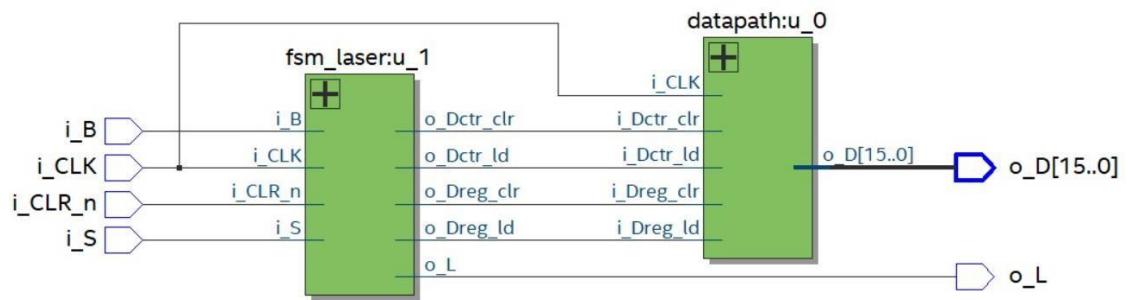 datapath:u_0
fsm_laser:u_1
i_CLK
i_B i_B o_Dctr_clr i_Dctr_clr
i_CLK i_CLK o_Dctr_ld i_Dctr_ld o_D[15..0] o_D[15..0]
i_CLR_n i_CLR_n o_Dreg_clr i_Dreg_clr
i_S i_S o_Dreg_ld i_Dreg_ld
o_L o_L